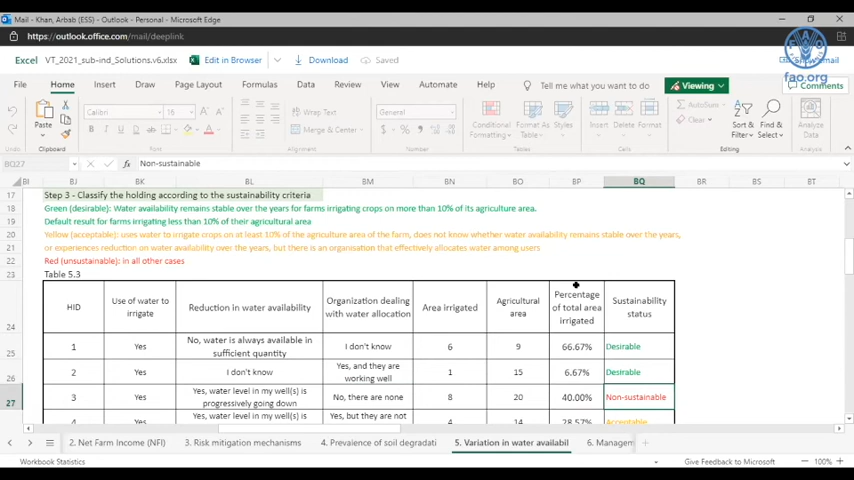 Mail - Khan, Arbab (ESS) - Outlook - Personal - Microsoft Edge
https://outlook.office.com/mail/deeplink
Excel VT_2021_sub-ind_Solutions.v6.xlsx Edit in Browser Download Saved
fao.org
File Home Insert Draw Page Layout Formulas Data Review View Automate Help Tell me what you want to do Viewing Comments
Calibri 16 Wrap Text General AutoSum
Paste Merge & Center Conditional Formatting Format As Table Styles Insert Delete Format Clear Sort & Filter Find & Select Analyze Data
Clipboard Editing
BQ27 fx Non-sustainable
BI BJ BK BL BM BN BO BP BQ BR BS BT
17 Step 3 - Classify the holding according to the sustainability criteria
18 Green (desirable): Water availability remains stable over the years for farms irrigating crops on more than 10% of its agriculture area.
19 Default result for farms irrigating less than 10% of their agricultural area
20 Yellow (acceptable): uses water to irrigate crops on at least 10% of the agriculture area of the farm, does not know whether water availability remains stable over the years,
21 or experiences reduction on water availability over the years, but there is an organisation that effectively allocates water among users
22 Red (unsustainable): in all other cases
23 Table 5.3
24 HID Use of water to irrigate Reduction in water availability Organization dealing with water allocation Area irrigated Agricultural area Percentage of total area irrigated Sustainability status
25 1 Yes No, water is always available in sufficient quantity I don't know 6 9 66.67% Desirable
26 2 Yes I don't know Yes, and they are working well 1 15 6.67% Desirable
27 3 Yes Yes, water level in my well(s) is progressively going down No, there are none 8 20 40.00% Non-sustainable
4 Yes Yes, water level in my well(s) is Yes, but they are not 4 14 28.57% Acceptable
2. Net Farm Income (NFI) 3. Risk mitigation mechanisms 4. Prevalence of soil degradati 5. Variation in water availabil 6. Managem
Workbook Statistics Give Feedback to Microsoft 100%